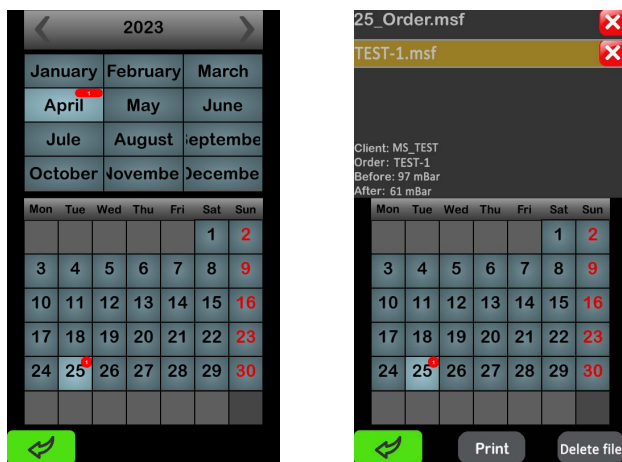 2023
January February March
April 1 May June
Jule August Septembe
October Novembe Decembe
Mon Tue Wed Thu Fri Sat Sun
1 2
3 4 5 6 7 8 9
10 11 12 13 14 15 16
17 18 19 20 21 22 23
24 25 1 26 27 28 29 30
25_Order.msf
TEST-1.msf
Client: MS_TEST
Order: TEST-1
Before: 97 mBar
After: 61 mBar
Mon Tue Wed Thu Fri Sat Sun
1 2
3 4 5 6 7 8 9
10 11 12 13 14 15 16
17 18 19 20 21 22 23
24 25 1 26 27 28 29 30
Print Delete file